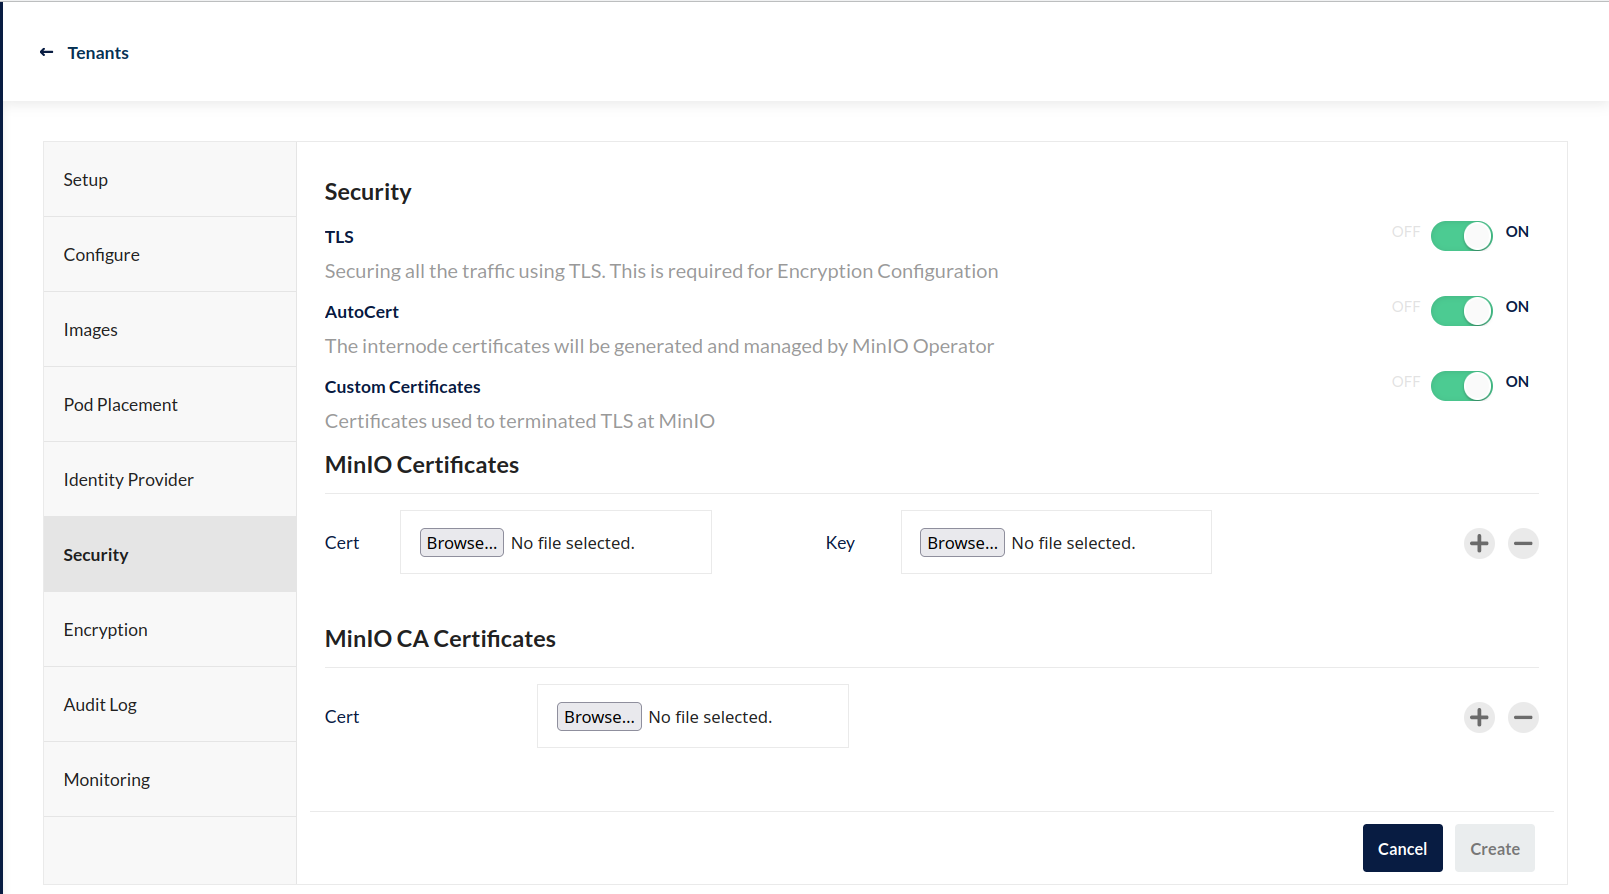 ← Tenants
Setup
Configure
Images
Pod Placement
Identity Provider
Security
Encryption
Audit Log
Monitoring
Security
TLS
OFF ON
Securing all the traffic using TLS. This is required for Encryption Configuration
AutoCert
OFF ON
The internode certificates will be generated and managed by MinIO Operator
Custom Certificates
OFF ON
Certificates used to terminated TLS at MinIO
MinIO Certificates
Cert Browse... No file selected. Key Browse... No file selected.
MinIO CA Certificates
Cert Browse... No file selected.
Cancel Create